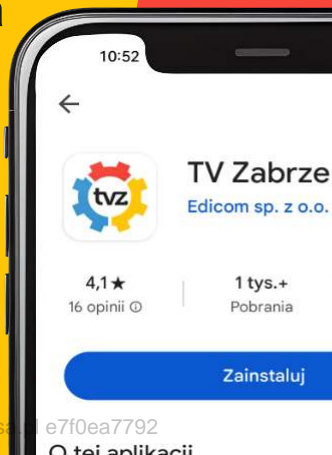 10:52
tvz
TV Zabrze
Edicom sp. z o.o.
4,1★
16 opinii ⓘ
1 tys.+
Pobrania
Zainstaluj
e7f0ea7792
O tej aplikacji